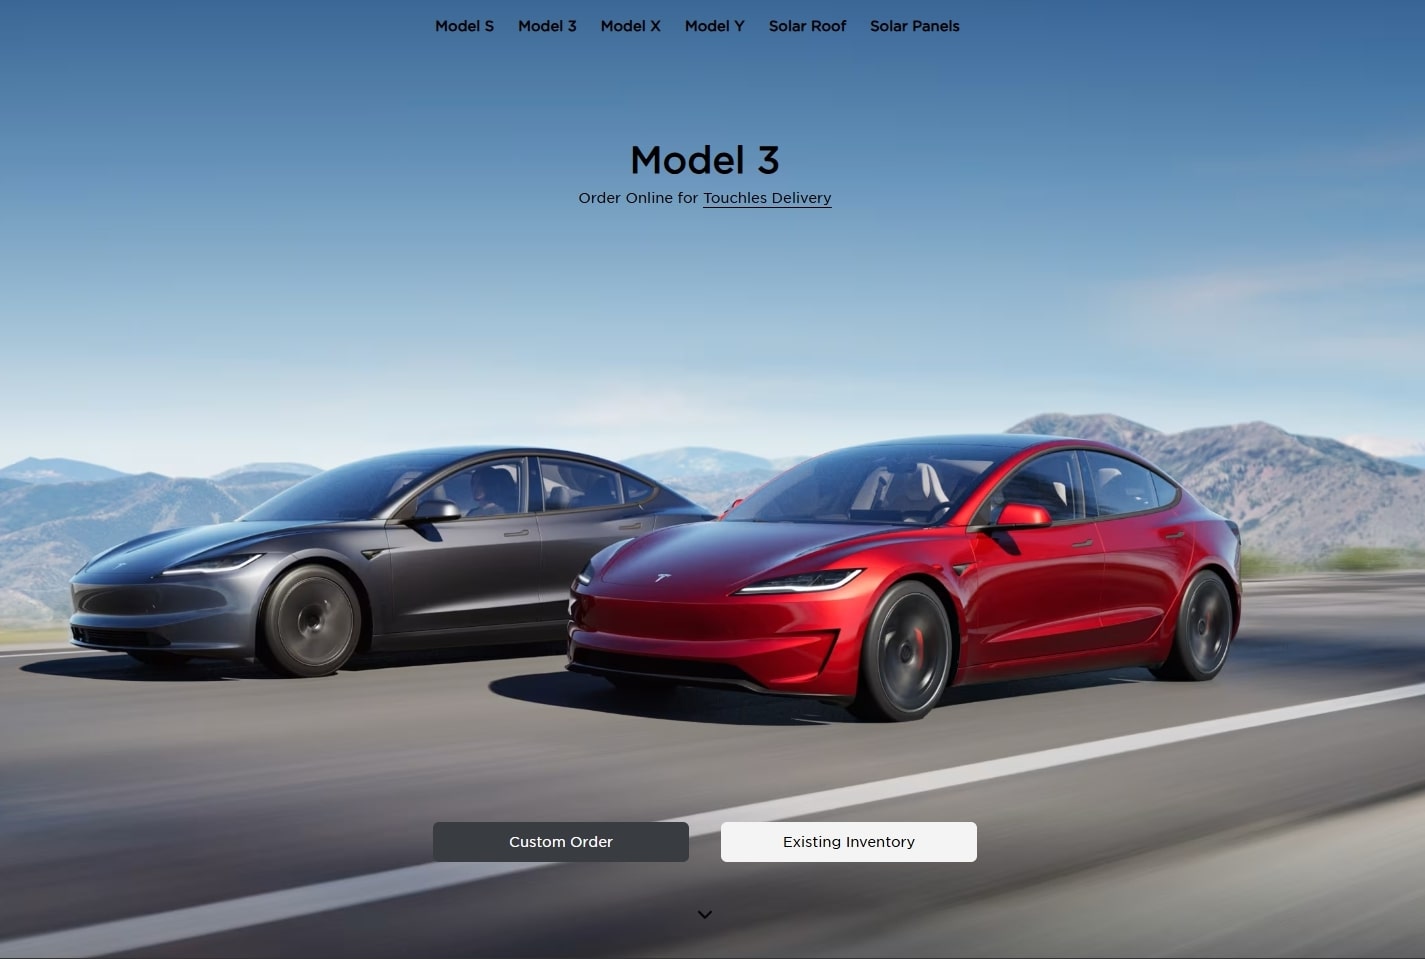 Model S Model 3 Model X Model Y Solar Roof Solar Panels
Model 3
Order Online for Touchles Delivery
Custom Order Existing Inventory